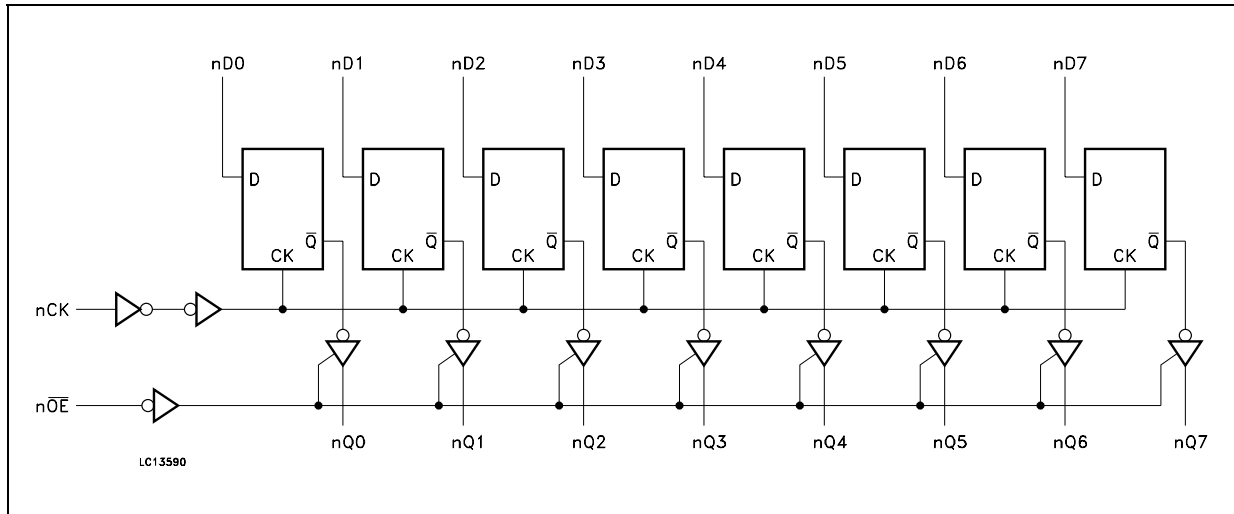 nD0 nD1 nD2 nD3 nD4 nD5 nD6 nD7
D D D D D D D D
Q̅ Q̅ Q̅ Q̅ Q̅ Q̅ Q̅ Q̅
CK CK CK CK CK CK CK CK
nCK
nO̅E̅
nQ0 nQ1 nQ2 nQ3 nQ4 nQ5 nQ6 nQ7
LC13590